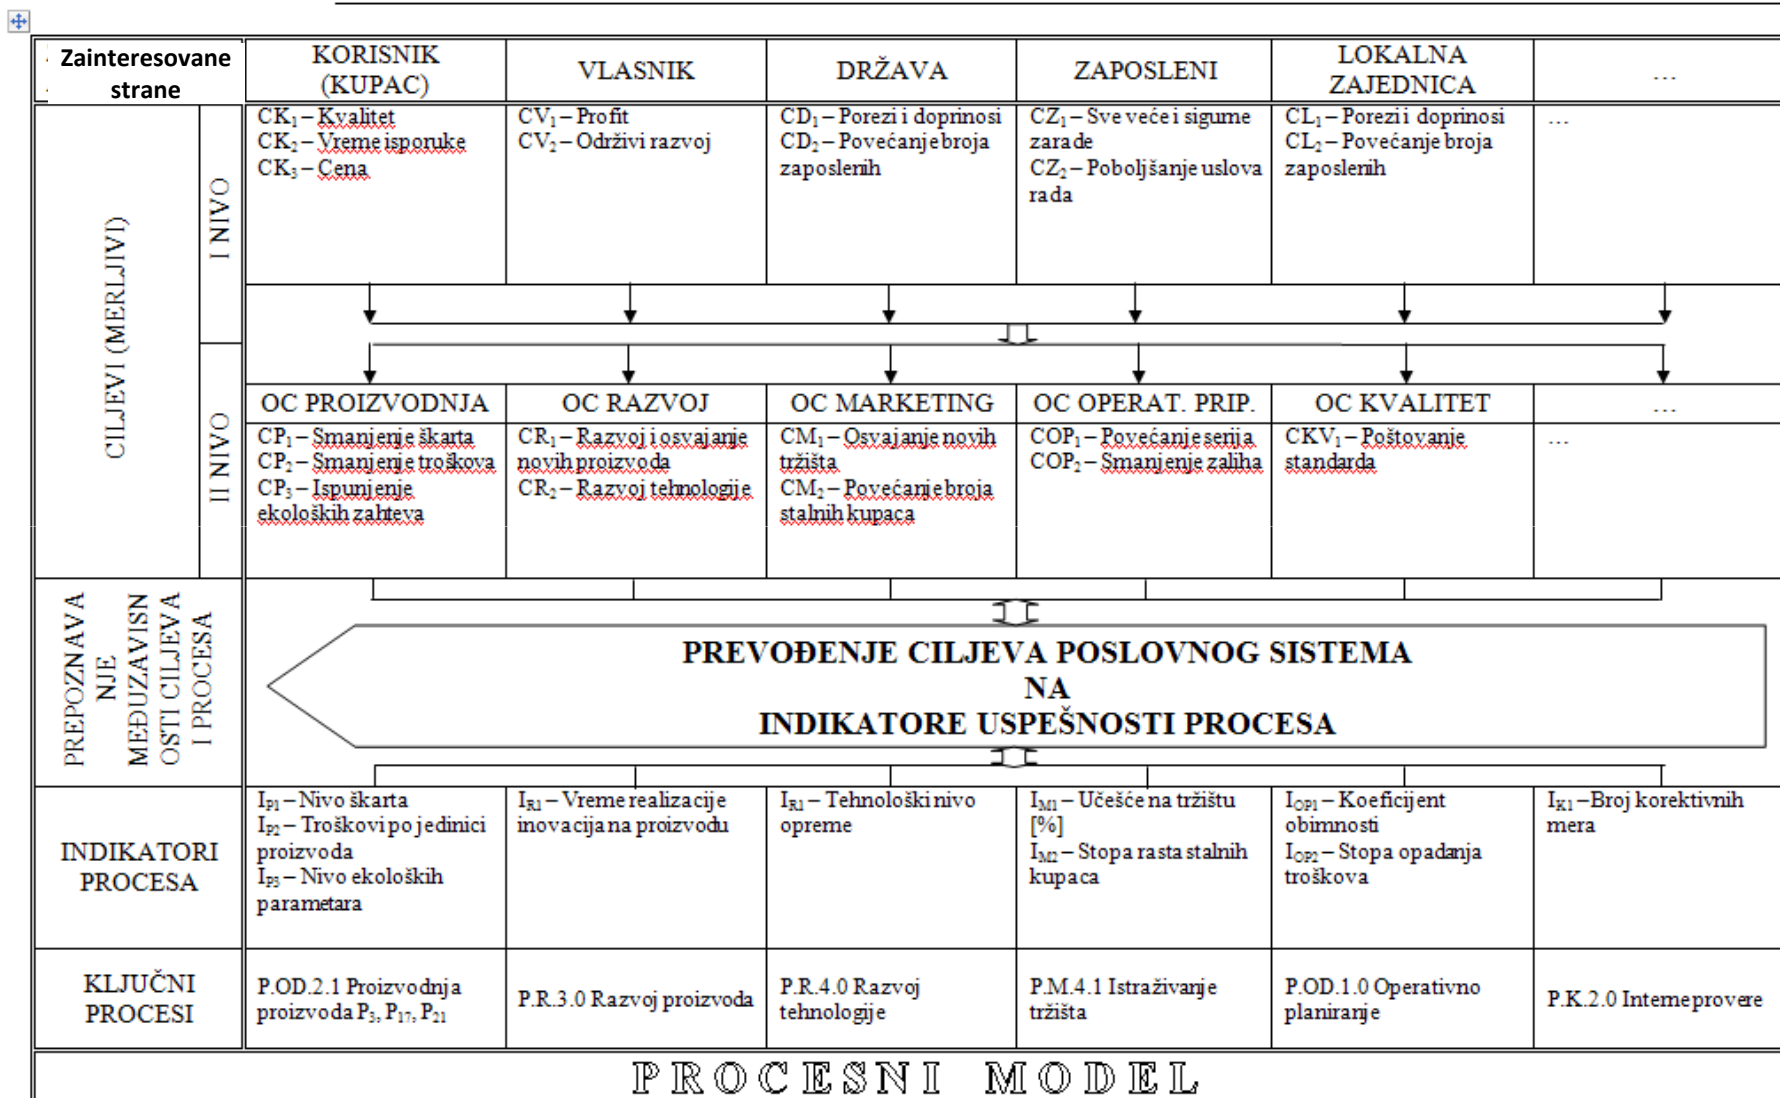 Zainteresovane
strane
KORISNIK
(KUPAC)
VLASNIK
DRŽAVA
ZAPOSLENI
LOKALNA
ZAJEDNICA
...
CILJEVI (MERLJIVI)
I NIVO
CK₁ – Kvalitet
CK₂ – Vreme isporuke
CK₃ – Cena
CV₁ – Profit
CV₂ – Održivi razvoj
CD₁ – Porezi i doprinosi
CD₂ – Povećanje broja
zaposlenih
CZ₁ – Sve veće i sigurne
zarade
CZ₂ – Poboljšanje uslova
rada
CL₁ – Porezi i doprinosi
CL₂ – Povećanje broja
zaposlenih
...
II NIVO
OC PROIZVODNJA
OC RAZVOJ
OC MARKETING
OC OPERAT. PRIP.
OC KVALITET
...
CP₁ – Smanjenje škarta
CP₂ – Smanjenje troškova
CP₃ – Ispunjenje
ekoloških zahteva
CR₁ – Razvoj i osvajanje
novih proizvoda
CR₂ – Razvoj tehnologije
CM₁ – Osvajanje novih
tržišta
CM₂ – Povećanje broja
stalnih kupaca
COP₁ – Povećanje serija
COP₂ – Smanjenje zaliha
CKV₁ – Poštovanje
standarda
...
PREPOZNAVA
NJE
MEĐUZAVISN
OSTI CILJEVA
I PROCESA
PREVOĐENJE CILJEVA POSLOVNOG SISTEMA
NA
INDIKATORE USPEŠNOSTI PROCESA
INDIKATORI
PROCESA
I_P1 – Nivo škarta
I_P2 – Troškovi po jedinici
proizvoda
I_P3 – Nivo ekoloških
parametara
I_R1 – Vreme realizacije
inovacija na proizvodu
I_R1 – Tehnološki nivo
opreme
I_M1 – Učešće na tržištu
[%]
I_M2 – Stopa rasta stalnih
kupaca
I_OP1 – Koeficijent
obimnosti
I_OP2 – Stopa opadanja
troškova
I_K1 – Broj korektivnih
mera
KLJUČNI
PROCESI
P.OD.2.1 Proizvodnja
proizvoda P₃, P₁₇, P₂₁
P.R.3.0 Razvoj proizvoda
P.R.4.0 Razvoj
tehnologije
P.M.4.1 Istraživanje
tržišta
P.OD.1.0 Operativno
planiranje
P.K.2.0 Interne provere
PROCESNI MODEL